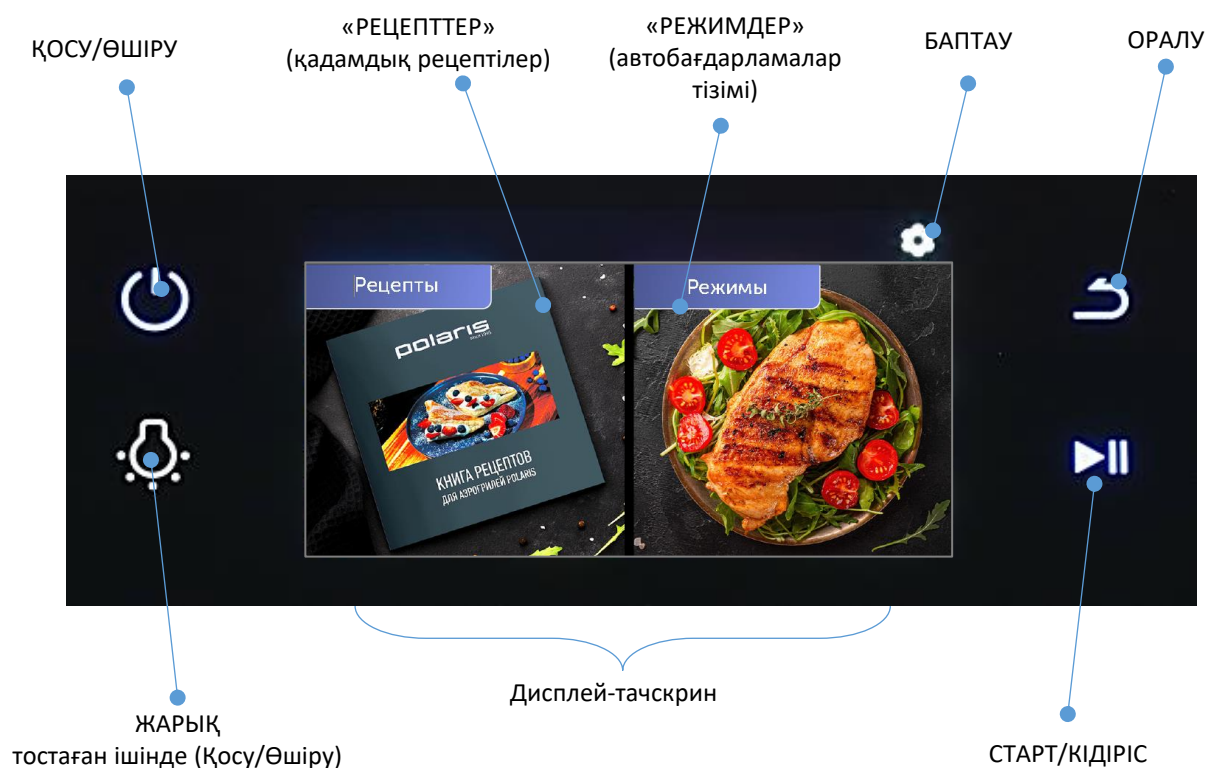 ҚОСУ/ӨШІРУ
«РЕЦЕПТТЕР»
(қадамдық рецептілер)
«РЕЖИМДЕР»
(автобағдарламалар
тізімі)
БАПТАУ
ОРАЛУ
Рецепты
Режимы
polaris
КНИГА РЕЦЕПТОВ
ДЛЯ АЭРОГРИЛЕЙ POLARIS
Дисплей-тачскрин
ЖАРЫҚ
тостаған ішінде (Қосу/Өшіру)
СТАРТ/КІДІРІС